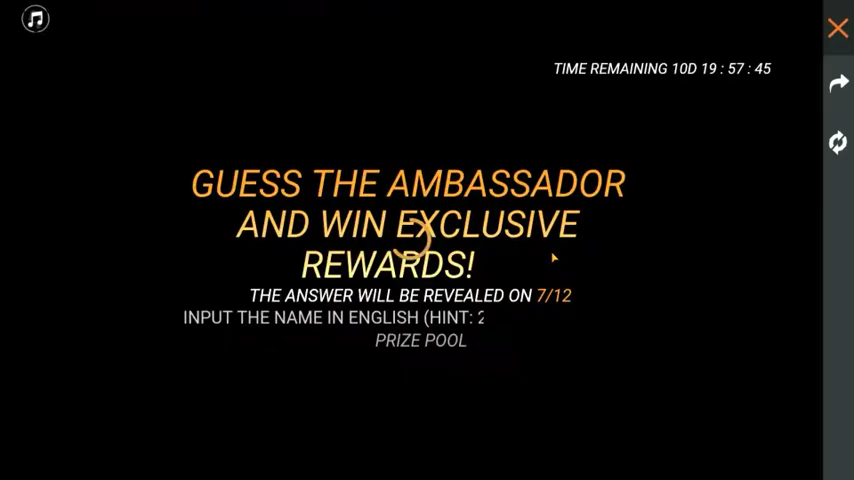 TIME REMAINING 10D 19 : 57 : 45
GUESS THE AMBASSADOR
AND WIN EXCLUSIVE
REWARDS!
THE ANSWER WILL BE REVEALED ON 7/12
INPUT THE NAME IN ENGLISH (HINT: 2
PRIZE POOL